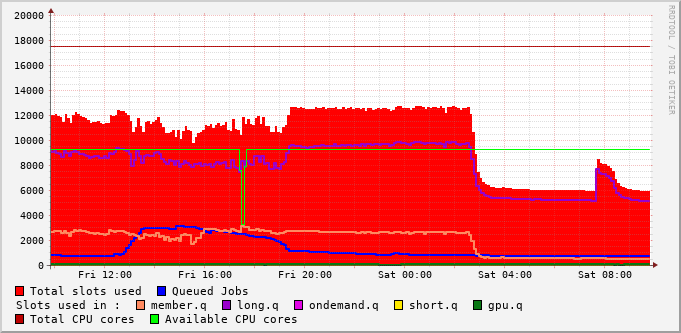 20000
18000
16000
14000
12000
10000
8000
6000
4000
2000
0
Fri 12:00 Fri 16:00 Fri 20:00 Sat 00:00 Sat 04:00 Sat 08:00
RRDTOOL / TOBI OETIKER
Total slots used Queued Jobs
Slots used in : member.q long.q ondemand.q short.q gpu.q
Total CPU cores Available CPU cores